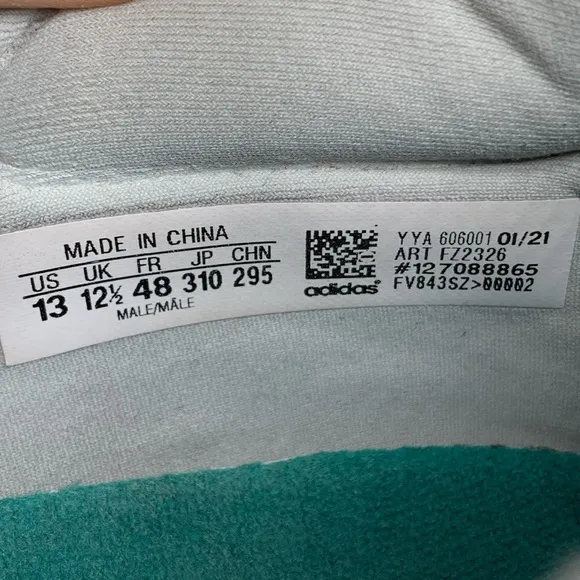 MADE IN CHINA
US UK FR JP CHN
13 12½ 48 310 295
MALE/MÂLE
adidas
YYA 606001 01/21
ART FZ2326
#127088865
FV843SZ>00002